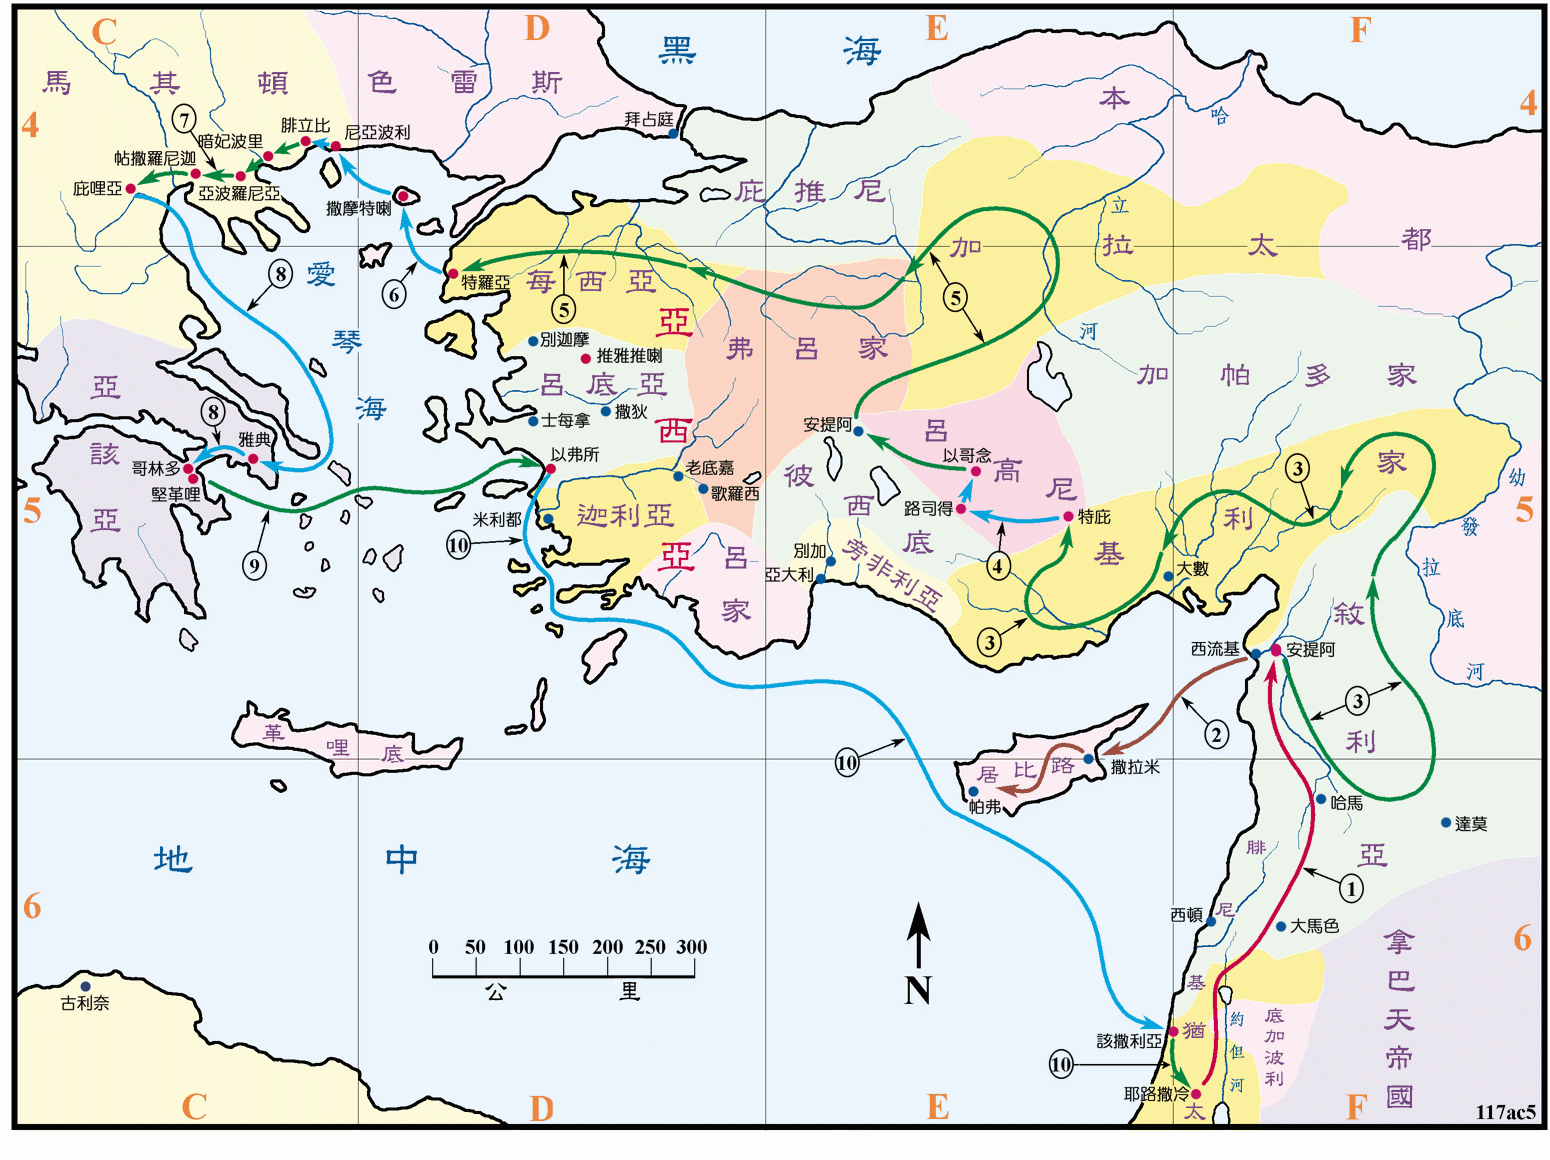 C
D
E
F
黑 海
馬 其 頓
色 雷 斯
本 都
4
4
哈
立
河
⑦
腓立比
尼亞波利
暗妃波里
帖撒羅尼迦
亞波羅尼亞
庇哩亞
撒摩特喇
拜占庭
庇 推 尼
加 拉 太
⑧
愛 琴 海
⑥
特羅亞
每 西 亞
⑤
⑤
亞 西 亞
別迦摩
推雅推喇
呂 底 亞
弗 呂 家
加 帕 多 家
士每拿
撒狄
亞 該 亞
⑧
雅典
哥林多
堅革哩
以弗所
老底嘉
歌羅西
安提阿
呂 高 尼
以哥念
路司得
特庇
④
彼 西 底
③
基 利 家
幼 發 拉 底 河
5
5
⑨
米利都
⑩
迦利亞
呂 家
別加
亞大利
旁非利亞
大數
③
西流基
安提阿
敘 利 亞
③
②
革 哩 底
⑩
居 比 路
撒拉米
帕弗
哈馬
達莫
地 中 海
6
6
①
腓 尼 基
西頓
大馬色
拿巴天帝國
0 50 100 150 200 250 300
公 里
N
古利奈
該撒利亞
猶 太
約但河
底加波利
⑩
耶路撒冷
C
D
E
F
117ac5